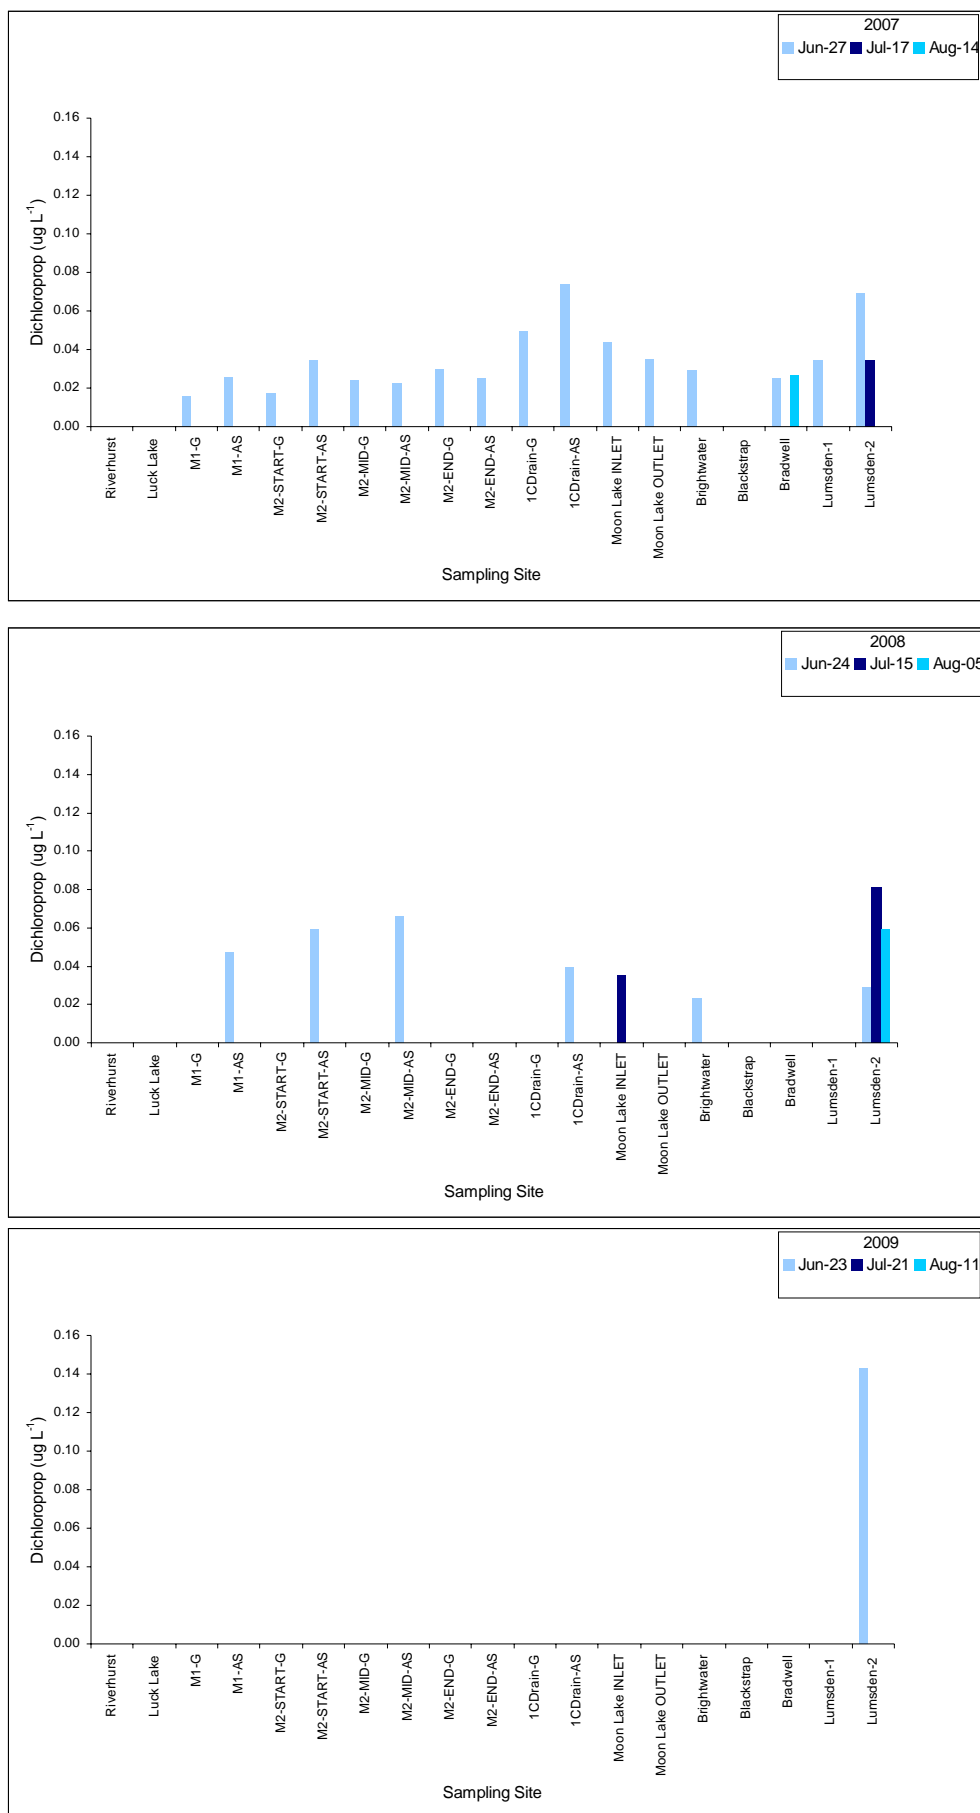 2007
Jun-27 Jul-17 Aug-14
Dichloroprop (ug L⁻¹)
0.16
0.14
0.12
0.10
0.08
0.06
0.04
0.02
0.00
Riverhurst
Luck Lake
M1-G
M1-AS
M2-START-G
M2-START-AS
M2-MID-G
M2-MID-AS
M2-END-G
M2-END-AS
1CDrain-G
1CDrain-AS
Moon Lake INLET
Moon Lake OUTLET
Brightwater
Blackstrap
Bradwell
Lumsden-1
Lumsden-2
Sampling Site
2008
Jun-24 Jul-15 Aug-05
Dichloroprop (ug L⁻¹)
0.16
0.14
0.12
0.10
0.08
0.06
0.04
0.02
0.00
Riverhurst
Luck Lake
M1-G
M1-AS
M2-START-G
M2-START-AS
M2-MID-G
M2-MID-AS
M2-END-G
M2-END-AS
1CDrain-G
1CDrain-AS
Moon Lake INLET
Moon Lake OUTLET
Brightwater
Blackstrap
Bradwell
Lumsden-1
Lumsden-2
Sampling Site
2009
Jun-23 Jul-21 Aug-11
Dichloroprop (ug L⁻¹)
0.16
0.14
0.12
0.10
0.08
0.06
0.04
0.02
0.00
Riverhurst
Luck Lake
M1-G
M1-AS
M2-START-G
M2-START-AS
M2-MID-G
M2-MID-AS
M2-END-G
M2-END-AS
1CDrain-G
1CDrain-AS
Moon Lake INLET
Moon Lake OUTLET
Brightwater
Blackstrap
Bradwell
Lumsden-1
Lumsden-2
Sampling Site